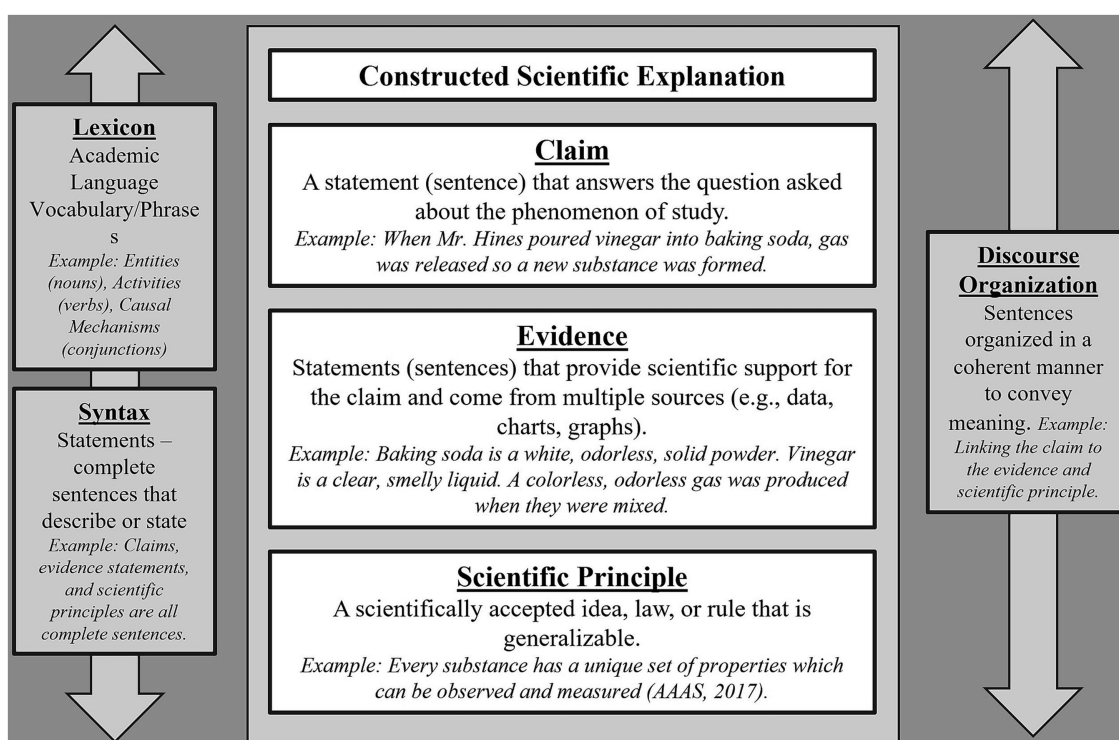 Lexicon
Academic
Language
Vocabulary/Phrase
s
Example: Entities
(nouns), Activities
(verbs), Causal
Mechanisms
(conjunctions)
Syntax
Statements –
complete
sentences that
describe or state
Example: Claims,
evidence statements,
and scientific
principles are all
complete sentences.
Constructed Scientific Explanation
Claim
A statement (sentence) that answers the question asked
about the phenomenon of study.
Example: When Mr. Hines poured vinegar into baking soda, gas
was released so a new substance was formed.
Evidence
Statements (sentences) that provide scientific support for
the claim and come from multiple sources (e.g., data,
charts, graphs).
Example: Baking soda is a white, odorless, solid powder. Vinegar
is a clear, smelly liquid. A colorless, odorless gas was produced
when they were mixed.
Scientific Principle
A scientifically accepted idea, law, or rule that is
generalizable.
Example: Every substance has a unique set of properties which
can be observed and measured (AAAS, 2017).
Discourse
Organization
Sentences
organized in a
coherent manner
to convey
meaning. Example:
Linking the claim to
the evidence and
scientific principle.